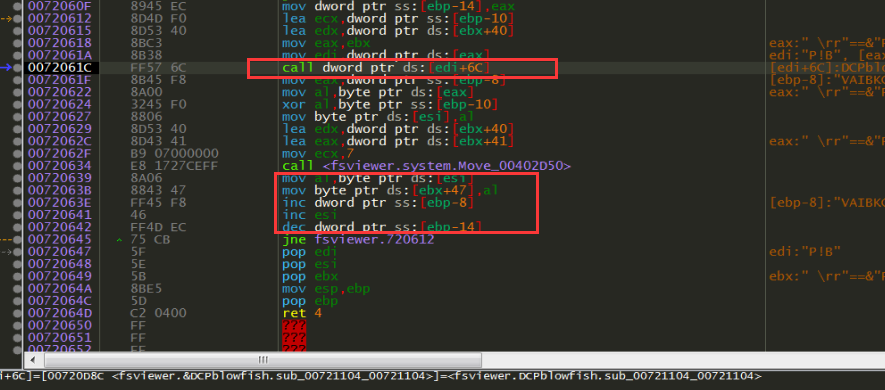 0072060F 8945 EC mov dword ptr ss:[ebp-14],eax
00720612 8D4D F0 lea ecx,dword ptr ss:[ebp-10]
00720615 8D53 40 lea edx,dword ptr ds:[ebx+40]
00720618 8BC3 mov eax,ebx eax:" \rr"==&"P
0072061A 8B38 mov edi,dword ptr ds:[eax] edi:"P!B", [ea
0072061C FF57 6C call dword ptr ds:[edi+6C] [edi+6C]:DCPblo
0072061F 8B45 F8 mov eax,dword ptr ss:[ebp-8] [ebp-8]:"VAIBKG
00720622 8A00 mov al,byte ptr ds:[eax] eax:" \rr"==&"P
00720624 3245 F0 xor al,byte ptr ss:[ebp-10]
00720627 8806 mov byte ptr ds:[esi],al
00720629 8D53 40 lea edx,dword ptr ds:[ebx+40]
0072062C 8D43 41 lea eax,dword ptr ds:[ebx+41] eax:" \rr"==&"P
0072062F B9 07000000 mov ecx,7
00720634 E8 1727CEFF call <fsviewer.system.Move_00402D50>
00720639 8A06 mov al,byte ptr ds:[esi]
0072063B 8843 47 mov byte ptr ds:[ebx+47],al
0072063E FF45 F8 inc dword ptr ss:[ebp-8] [ebp-8]:"VAIBKG
00720641 46 inc esi
00720642 FF4D EC dec dword ptr ss:[ebp-14]
00720645 ^ 75 CB jne fsviewer.720612
00720647 5F pop edi edi:"P!B"
00720648 5E pop esi
00720649 5B pop ebx ebx:" \rr"==&"P
0072064A 8BE5 mov esp,ebp
0072064C 5D pop ebp
0072064D C2 0400 ret 4
00720650 FF ???
00720651 FF ???
00720652 FF ???
di+6C]=[00720D8C <fsviewer.&DCPblowfish.sub_00721104_00721104>]=<fsviewer.DCPblowfish.sub_00721104_00721104>